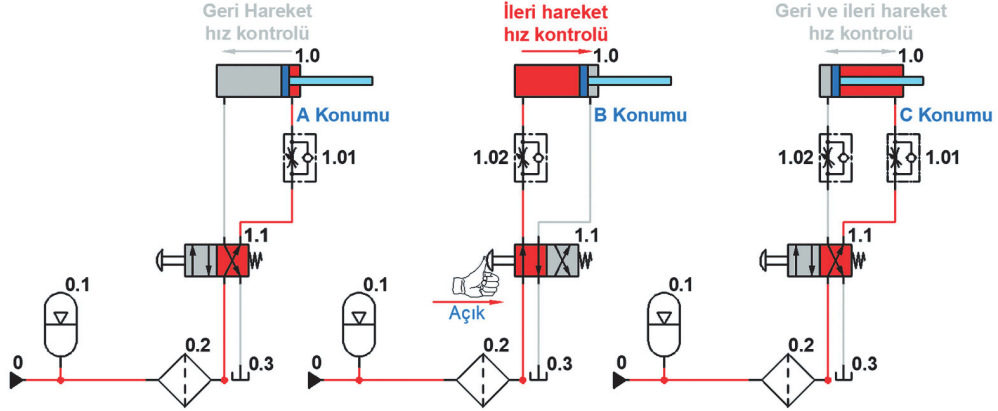 Geri Hareket
hız kontrolü
1.0
A Konumu
1.01
1.1
0.1
0
0.2
0.3
İleri hareket
hız kontrolü
1.0
B Konumu
1.02
1.1
Açık
0.1
0
0.2
0.3
Geri ve ileri hareket
hız kontrolü
1.0
C Konumu
1.02
1.01
1.1
0.1
0
0.2
0.3